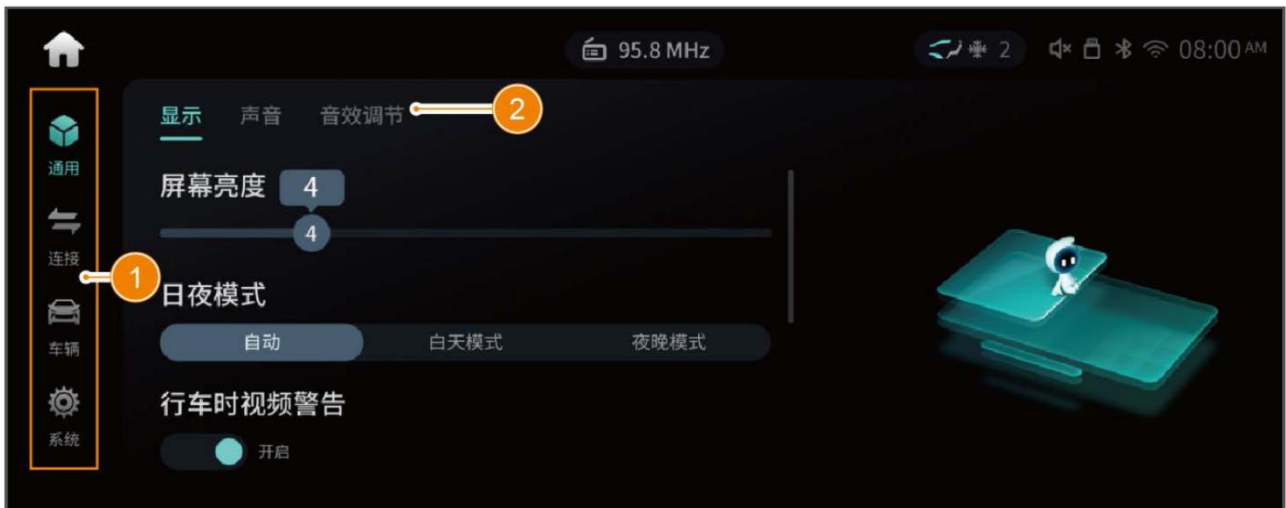 95.8 MHz
2
08:00 AM
显示 声音 音效调节
2
通用
屏幕亮度 4
4
连接
1
日夜模式
自动 白天模式 夜晚模式
车辆
行车时视频警告
开启
系统